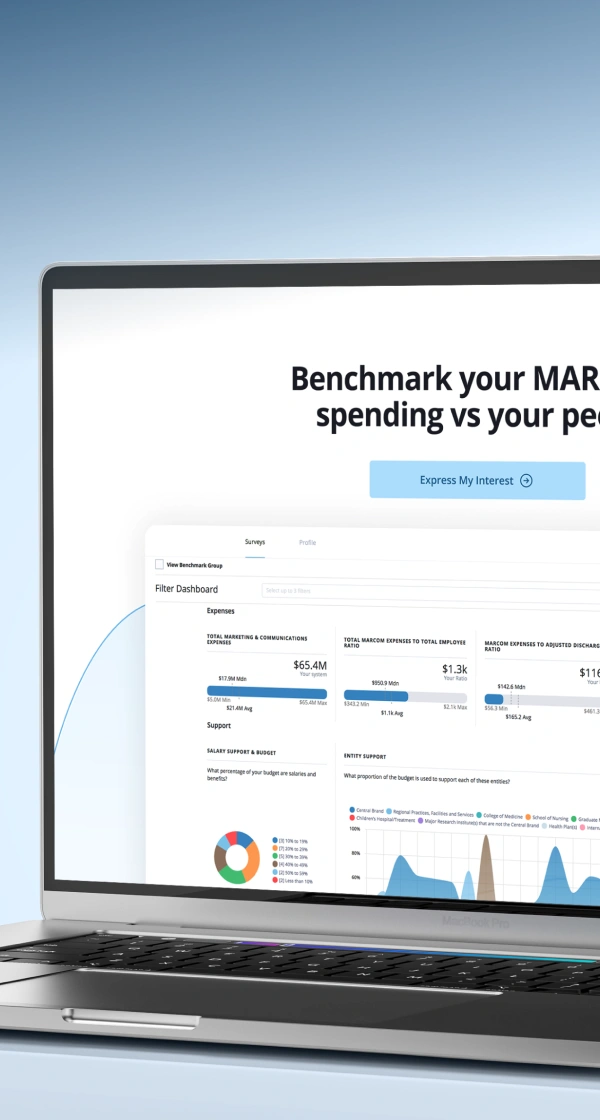 Benchmark your MAR
spending vs your pe
Express My Interest
Surveys Profile
View Benchmark Group
Filter Dashboard
Select up to 3 filters
Expenses
TOTAL MARKETING & COMMUNICATIONS
EXPENSES
$65.4M
Your system
$17.9M Mdn
$5.0M Min
$65.4M Max
$21.4M Avg
TOTAL MARCOM EXPENSES TO TOTAL EMPLOYEE
RATIO
$1.3k
Your Ratio
$950.9 Mdn
$343.2 Min
$2.1k Max
$1.1k Avg
MARCOM EXPENSES TO ADJUSTED DISCHARG
RATIO
$116
Your
$142.6 Mdn
$56.3 Min
$461.3
$165.2 Avg
Support
SALARY SUPPORT & BUDGET
What percentage of your budget are salaries and
benefits?
[3] 10% to 19%
[7] 20% to 29%
[5] 30% to 39%
[4] 40% to 49%
[2] 50% to 59%
[2] Less than 10%
ENTITY SUPPORT
What proportion of the budget is used to support each of these entities?
Central Brand Regional Practices, Facilities and Services College of Medicine School of Nursing Graduate
Children's Hospital/Treatment Major Research Institute(s) that are not the Central Brand Health Plan(s) Intern
100%
80%
60%
MacBook Pro